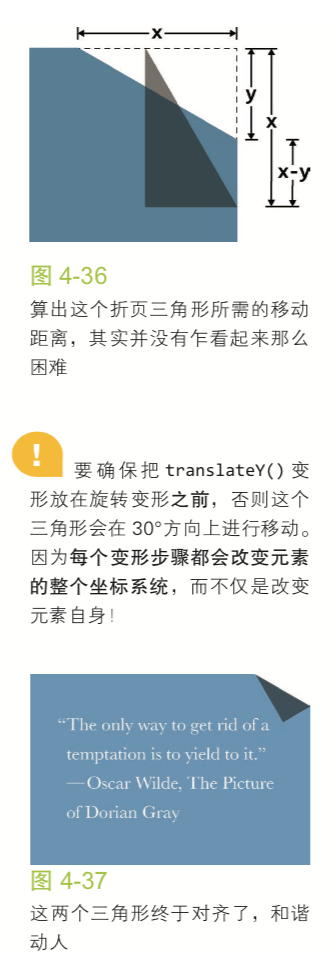 x
y
x
x-y
图 4-36
算出这个折页三角形所需的移动
距离，其实并没有乍看起来那么
困难
!
要确保把 translateY() 变
形放在旋转变形之前，否则这个
三角形会在 30°方向上进行移动。
因为每个变形步骤都会改变元素
的整个坐标系统，而不仅是改变
元素自身！
“The only way to get rid of a
temptation is to yield to it.”
—Oscar Wilde, The Picture
of Dorian Gray
图 4-37
这两个三角形终于对齐了，和谐
动人